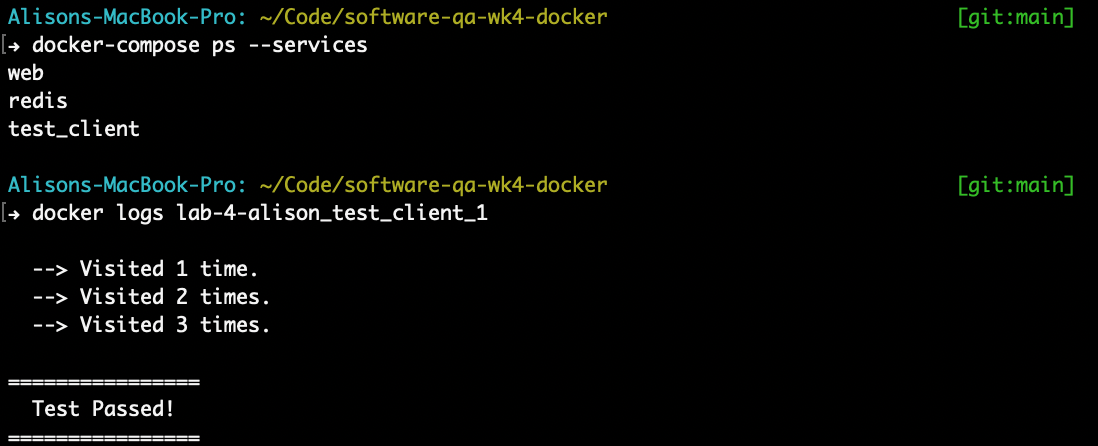 Alisons-MacBook-Pro: ~/Code/software-qa-wk4-docker [git:main]
[→ docker-compose ps --services
web
redis
test_client
Alisons-MacBook-Pro: ~/Code/software-qa-wk4-docker [git:main]
[→ docker logs lab-4-alison_test_client_1
--> Visited 1 time.
--> Visited 2 times.
--> Visited 3 times.
================
Test Passed!
================